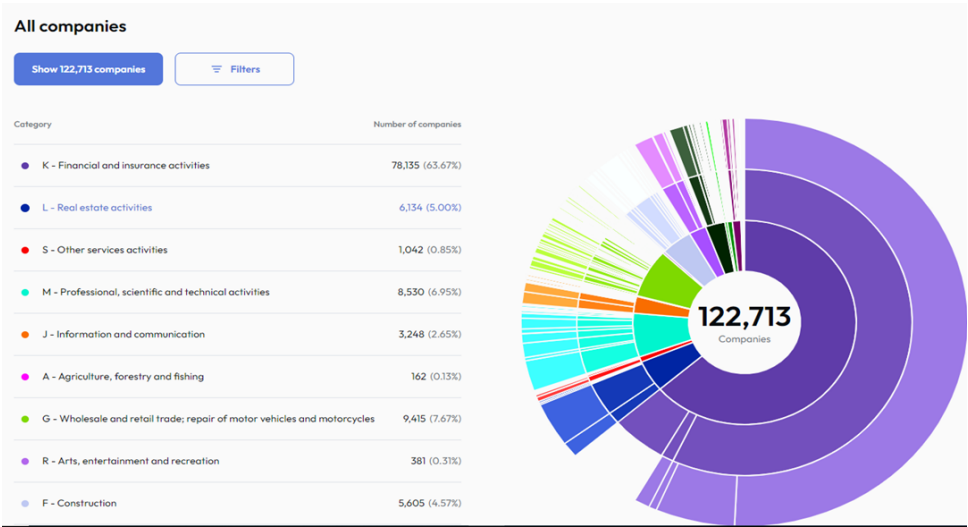 All companies
Show 122,713 companies
Filters
Category Number of companies
K - Financial and insurance activities 78,135 (63.67%)
L - Real estate activities 6,134 (5.00%)
S - Other services activities 1,042 (0.85%)
M - Professional, scientific and technical activities 8,530 (6.95%)
J - Information and communication 3,248 (2.65%)
A - Agriculture, forestry and fishing 162 (0.13%)
G - Wholesale and retail trade; repair of motor vehicles and motorcycles 9,415 (7.67%)
R - Arts, entertainment and recreation 381 (0.31%)
F - Construction 5,605 (4.57%)
122,713
Companies